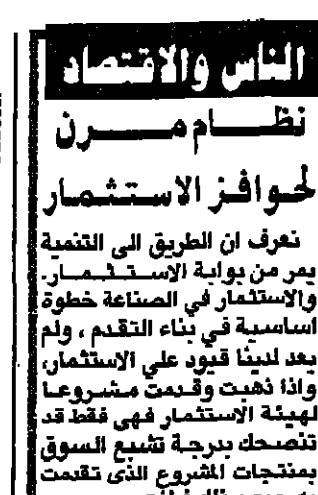 الناس والاقتصاد
نظام مرن
لحوافز الاستثمار
نعرف ان الطريق الى التنمية
يمر من بوابة الاستثمار.
والاستثمار في الصناعة خطوة
اساسية في بناء التقدم ، ولم
يعد لدينا قيود علي الاستثمار،
واذا ذهبت وقدمت مشروعا
لهيئة الاستثمار فهى فقط قد
تنصحك بدرجة تشبع السوق
بمنتجات المشروع الذى تقدمت